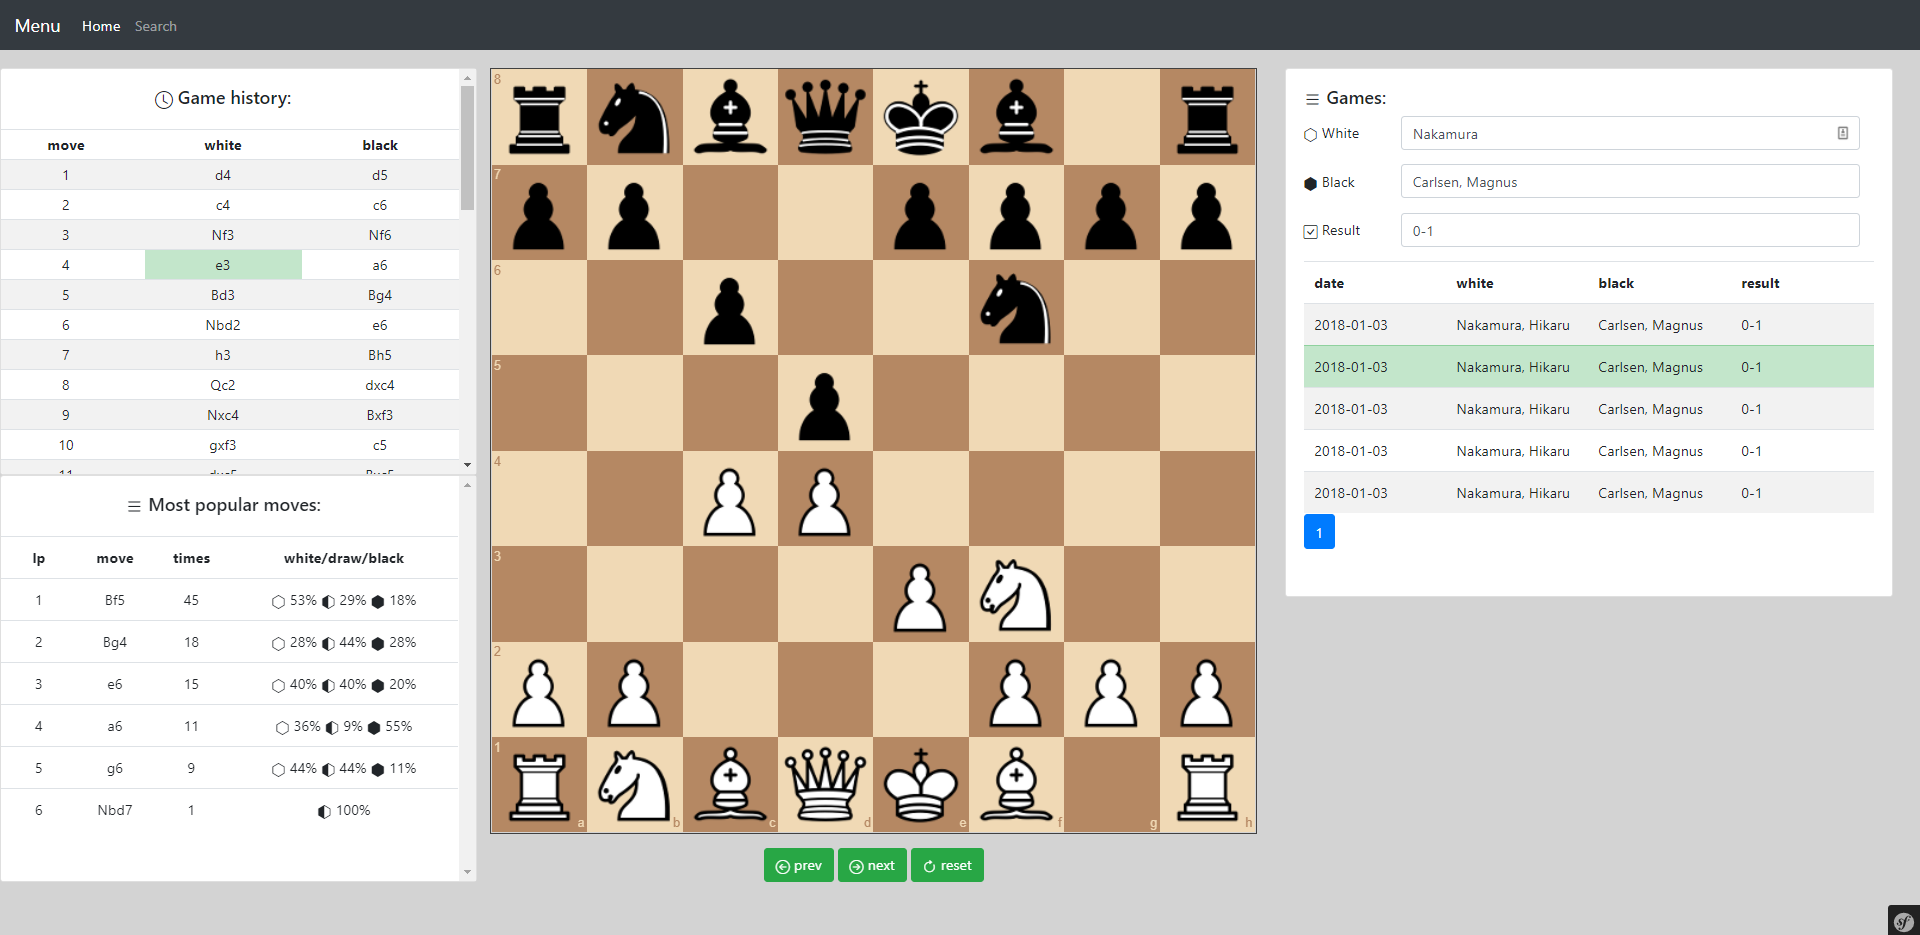 Menu Home Search
Game history:
move white black
1 d4 d5
2 c4 c6
3 Nf3 Nf6
4 e3 a6
5 Bd3 Bg4
6 Nbd2 e6
7 h3 Bh5
8 Qc2 dxc4
9 Nxc4 Bxf3
10 gxf3 c5
Most popular moves:
lp move times white/draw/black
1 Bf5 45 53% 29% 18%
2 Bg4 18 28% 44% 28%
3 e6 15 40% 40% 20%
4 a6 11 36% 9% 55%
5 g6 9 44% 44% 11%
6 Nbd7 1 100%
8
7
6
5
4
3
2
1
a b c d e f g h
prev next reset
Games:
White Nakamura
Black Carlsen, Magnus
Result 0-1
date white black result
2018-01-03 Nakamura, Hikaru Carlsen, Magnus 0-1
2018-01-03 Nakamura, Hikaru Carlsen, Magnus 0-1
2018-01-03 Nakamura, Hikaru Carlsen, Magnus 0-1
2018-01-03 Nakamura, Hikaru Carlsen, Magnus 0-1
2018-01-03 Nakamura, Hikaru Carlsen, Magnus 0-1
1
sf